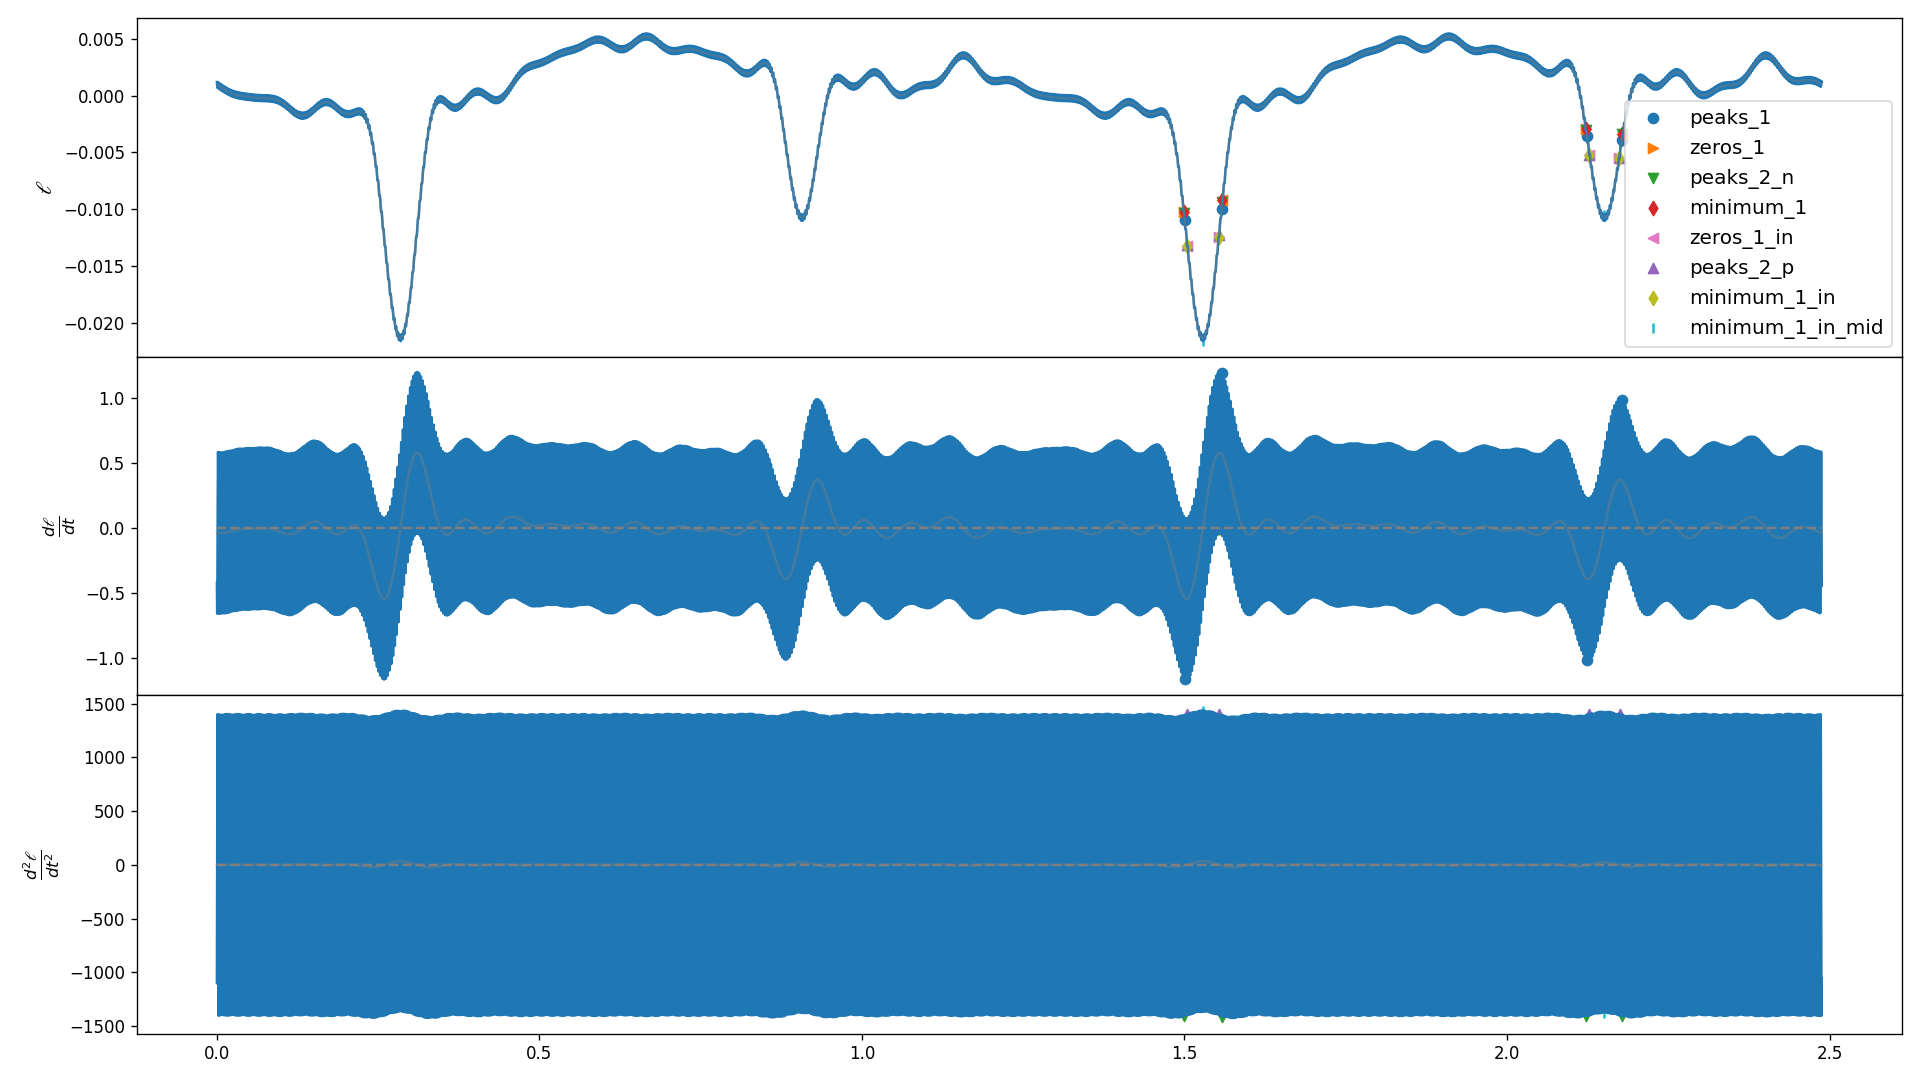 0.005
0.000
−0.005
−0.010
−0.015
−0.020
ℓ
peaks_1
zeros_1
peaks_2_n
minimum_1
zeros_1_in
peaks_2_p
minimum_1_in
minimum_1_in_mid
1.0
0.5
0.0
−0.5
−1.0
dℓ
dt
1500
1000
500
0
−500
−1000
−1500
d²ℓ
dt²
0.0 0.5 1.0 1.5 2.0 2.5